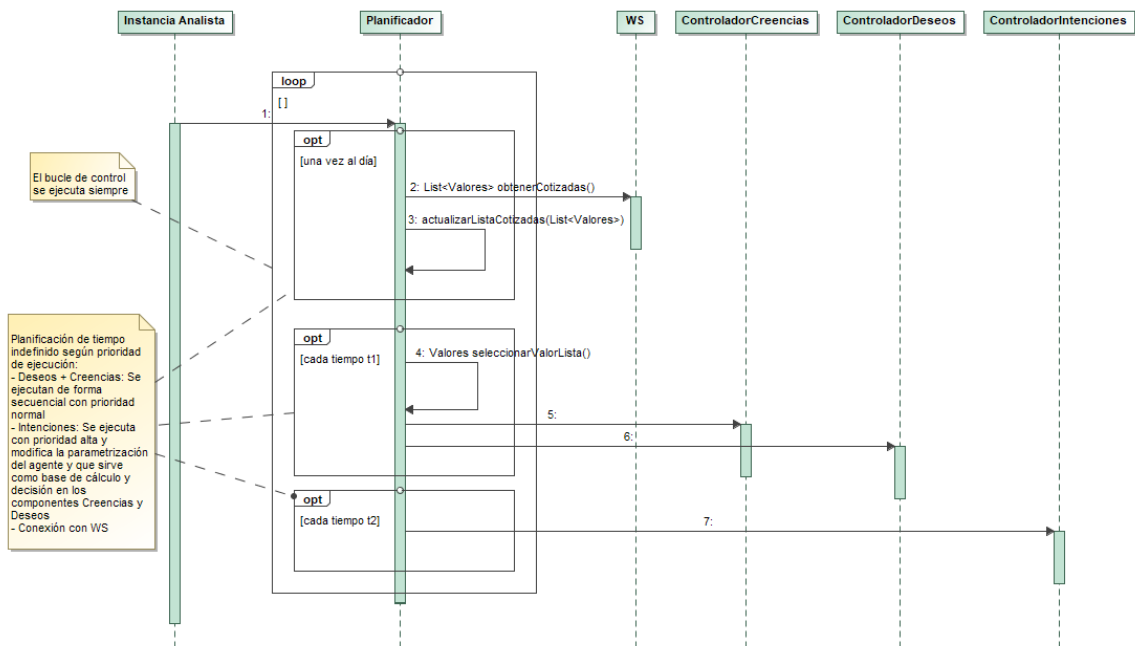 Instancia Analista
Planificador
WS
ControladorCreencias
ControladorDeseos
ControladorIntenciones
loop
[ ]
1:
opt
[una vez al día]
El bucle de control
se ejecuta siempre
2: List<Valores> obtenerCotizadas()
3: actualizarListaCotizadas(List<Valores>)
opt
[cada tiempo t1]
4: Valores seleccionarValorLista()
Planificación de tiempo
indefinido según prioridad
de ejecución:
- Deseos + Creencias: Se
ejecutan de forma
secuencial con prioridad
normal
- Intenciones: Se ejecuta
con prioridad alta y
modifica la parametrización
del agente y que sirve
como base de cálculo y
decisión en los
componentes Creencias y
Deseos
- Conexión con WS
5:
6:
opt
[cada tiempo t2]
7: